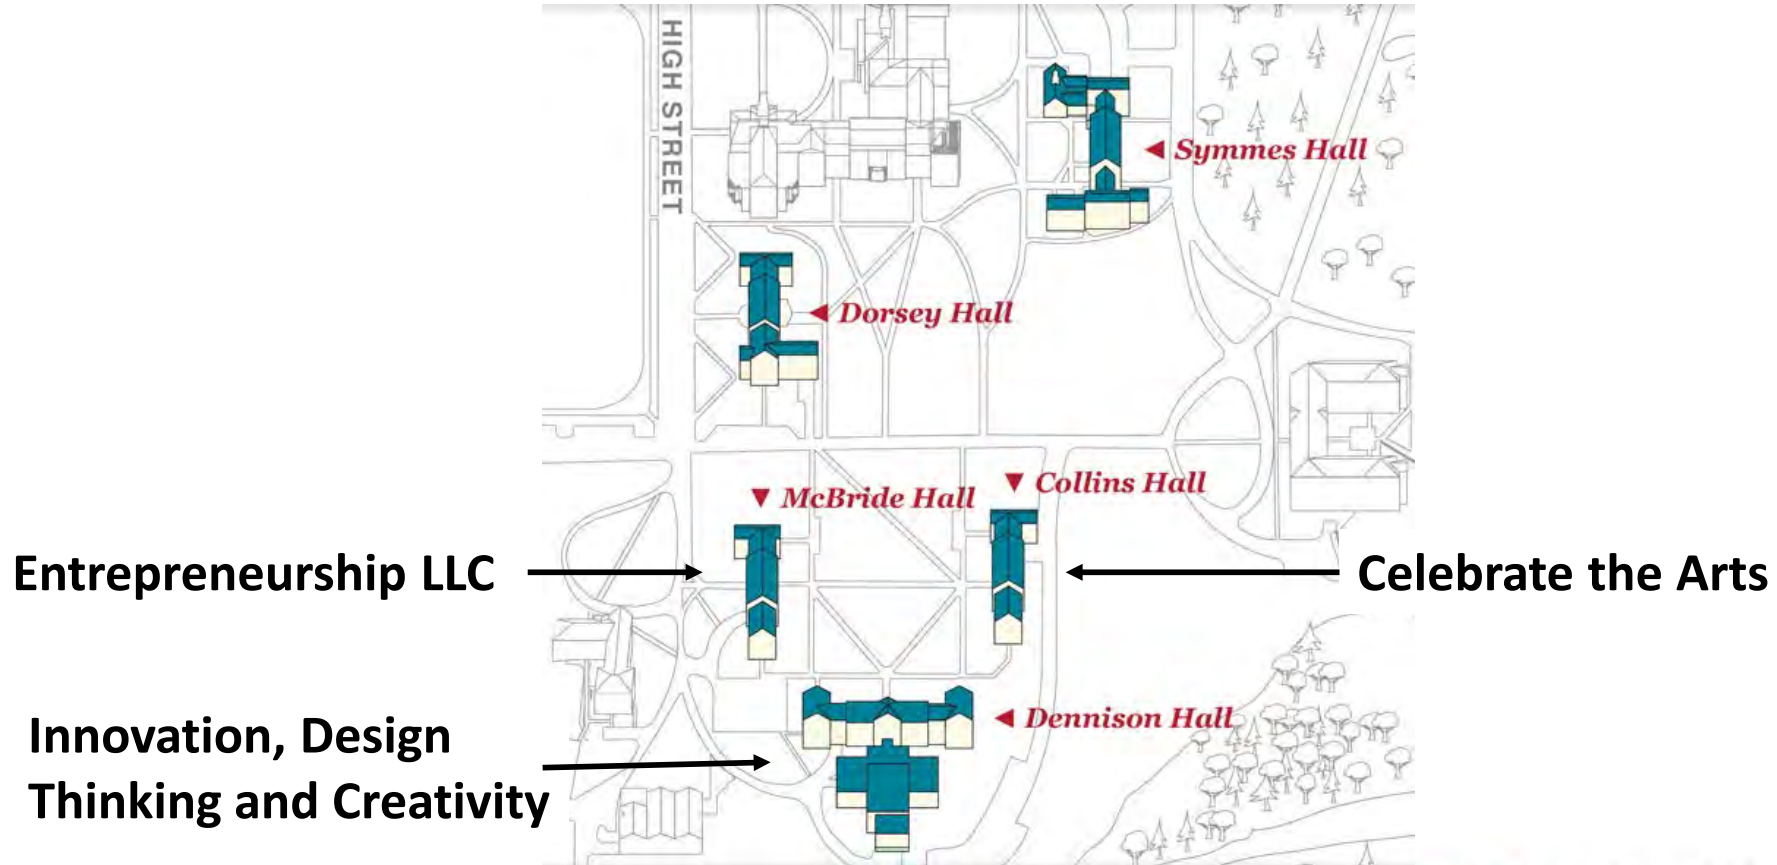 HIGH STREET
◄ Symmes Hall
◄ Dorsey Hall
▼ McBride Hall
▼ Collins Hall
Entrepreneurship LLC
Celebrate the Arts
◄ Dennison Hall
Innovation, Design
Thinking and Creativity